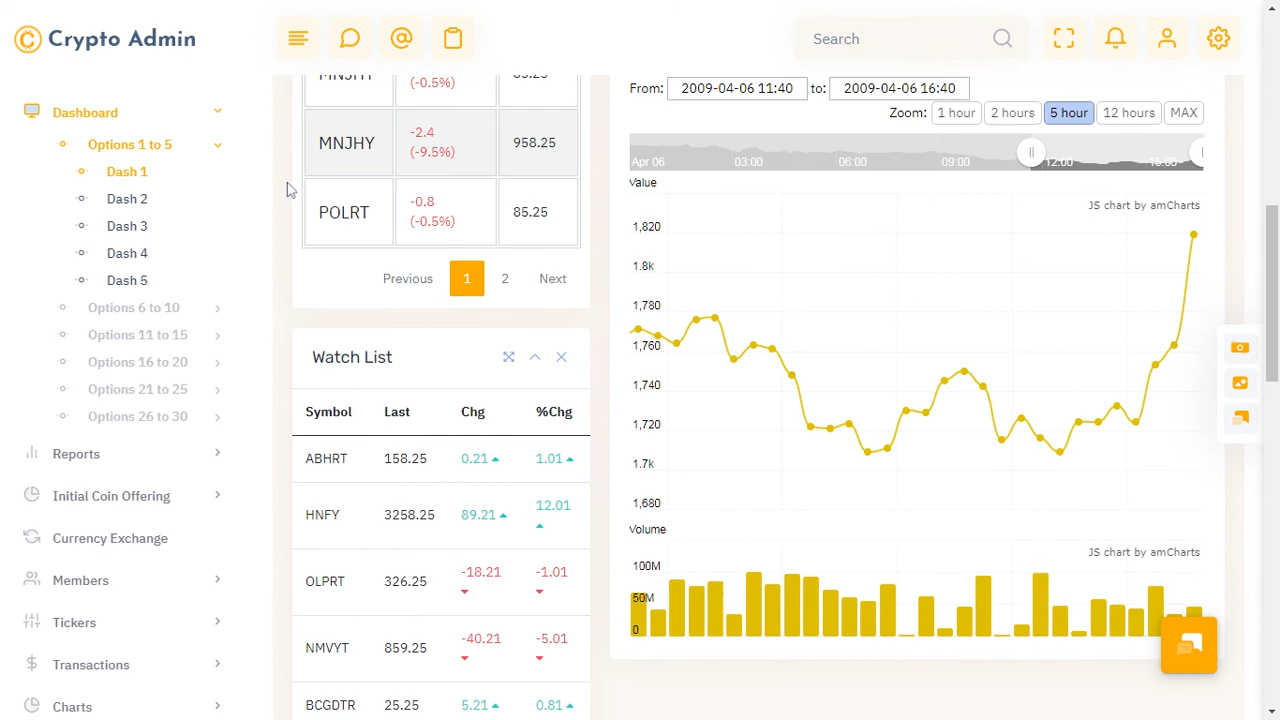 Crypto Admin
Search
Dashboard
Options 1 to 5
Dash 1
Dash 2
Dash 3
Dash 4
Dash 5
Options 6 to 10
Options 11 to 15
Options 16 to 20
Options 21 to 25
Options 26 to 30
Reports
Initial Coin Offering
Currency Exchange
Members
Tickers
Transactions
Charts
(-0.5%)
MNJHY -2.4 958.25
(-9.5%)
POLRT -0.8 85.25
(-0.5%)
Previous 1 2 Next
Watch List
Symbol Last Chg %Chg
ABHRT 158.25 0.21 1.01
HNFY 3258.25 89.21 12.01
OLPRT 326.25 -18.21 -1.01
NMVYT 859.25 -40.21 -5.01
BCGDTR 25.25 5.21 0.81
From: 2009-04-06 11:40 to: 2009-04-06 16:40
Zoom: 1 hour 2 hours 5 hour 12 hours MAX
Apr 06 03:00 06:00 09:00 12:00 15:00
Value
JS chart by amCharts
1,820
1.8k
1,780
1,760
1,740
1,720
1.7k
1,680
Volume
JS chart by amCharts
100M
50M
0